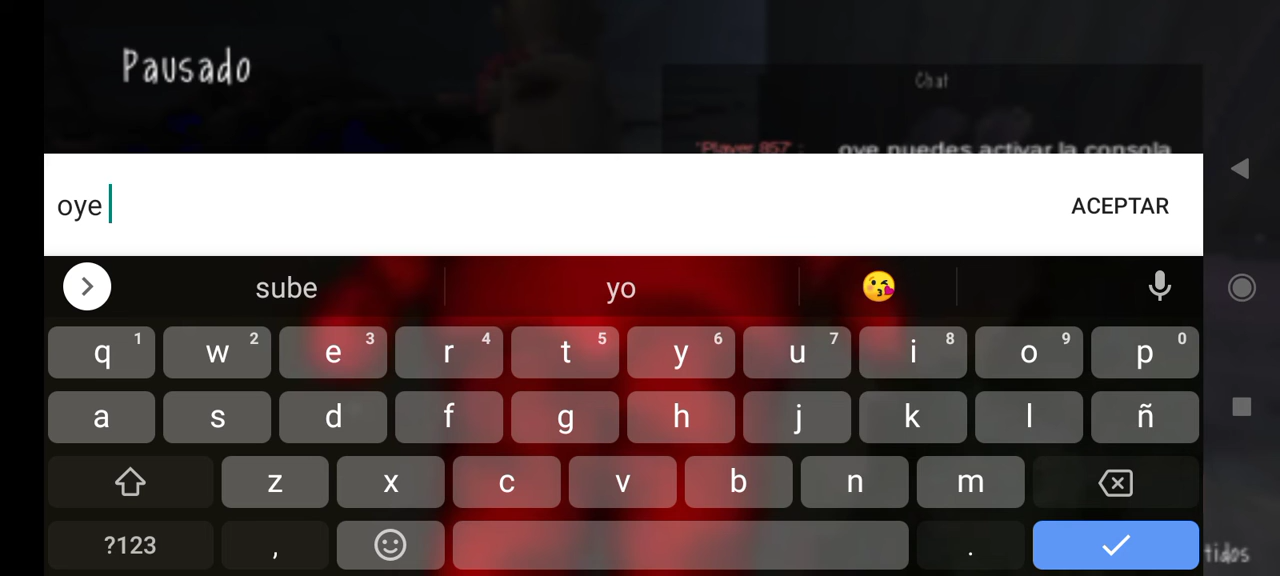 Pausado
Chat
"Player 857" : oye puedes activar la consola
oye
ACEPTAR
sube yo 😘
q 1 w 2 e 3 r 4 t 5 y 6 u 7 i 8 o 9 p 0
a s d f g h j k l ñ
z x c v b n m
?123 , .
tidos